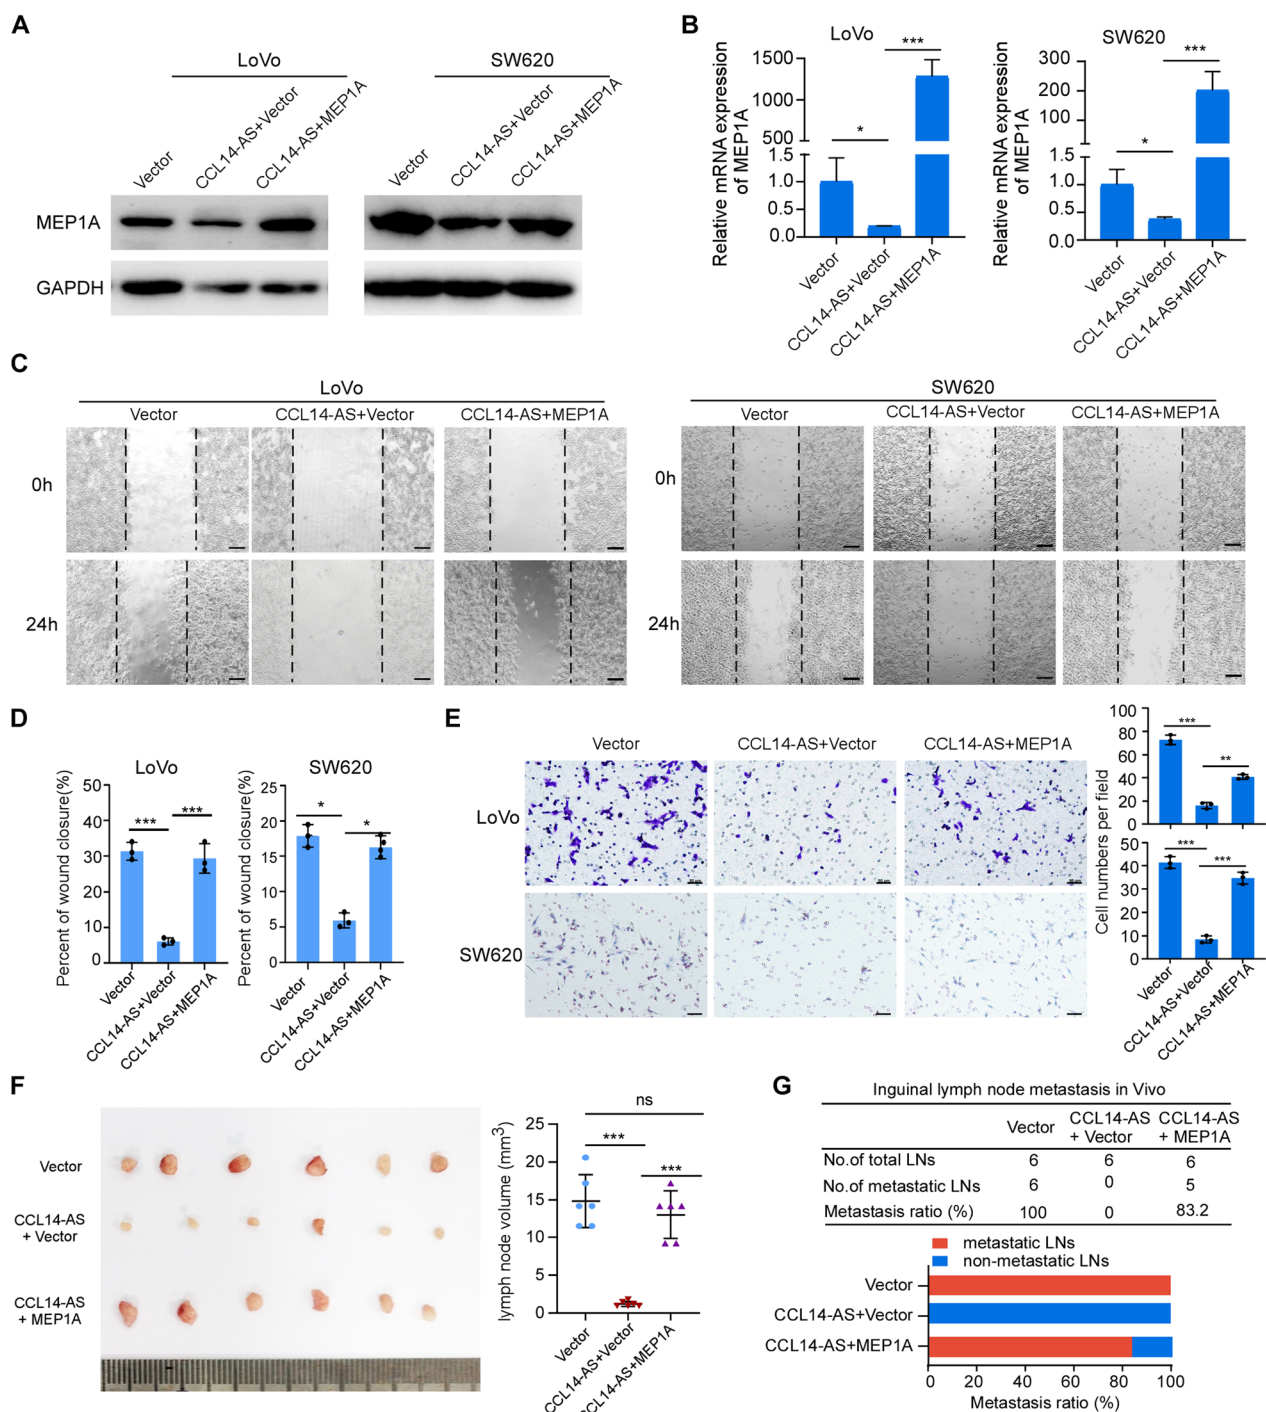 A
LoVo
SW620
Vector
CCL14-AS+Vector
CCL14-AS+MEP1A
Vector
CCL14-AS+Vector
CCL14-AS+MEP1A
MEP1A
GAPDH
B
LoVo
***
*
Relative mRNA expression
of MEP1A
1500
1000
500
1.5
1.0
0.5
0.0
Vector
CCL14-AS+Vector
CCL14-AS+MEP1A
SW620
***
*
Relative mRNA expression
of MEP1A
300
200
100
1.5
1.0
0.5
0.0
Vector
CCL14-AS+Vector
CCL14-AS+MEP1A
C
LoVo
Vector
CCL14-AS+Vector
CCL14-AS+MEP1A
0h
24h
SW620
Vector
CCL14-AS+Vector
CCL14-AS+MEP1A
0h
24h
D
LoVo
Percent of wound closure(%)
50
40
30
20
10
0
***
***
Vector
CCL14-AS+Vector
CCL14-AS+MEP1A
SW620
Percent of wound closure(%)
25
20
15
10
5
0
*
*
Vector
CCL14-AS+Vector
CCL14-AS+MEP1A
E
Vector
CCL14-AS+Vector
CCL14-AS+MEP1A
LoVo
SW620
Cell numbers per field
100
80
60
40
20
0
***
**
50
40
30
20
10
0
***
***
Vector
CCL14-AS+Vector
CCL14-AS+MEP1A
F
Vector
CCL14-AS
+ Vector
CCL14-AS
+ MEP1A
lymph node volume (mm3)
25
20
15
10
5
0
ns
***
***
Vector
CCL14-AS+Vector
CCL14-AS+MEP1A
G
Inguinal lymph node metastasis in Vivo
Vector CCL14-AS + Vector CCL14-AS + MEP1A
No.of total LNs 6 6 6
No.of metastatic LNs 6 0 5
Metastasis ratio (%) 100 0 83.2
metastatic LNs
non-metastatic LNs
Vector
CCL14-AS+Vector
CCL14-AS+MEP1A
0 20 40 60 80 100
Metastasis ratio (%)